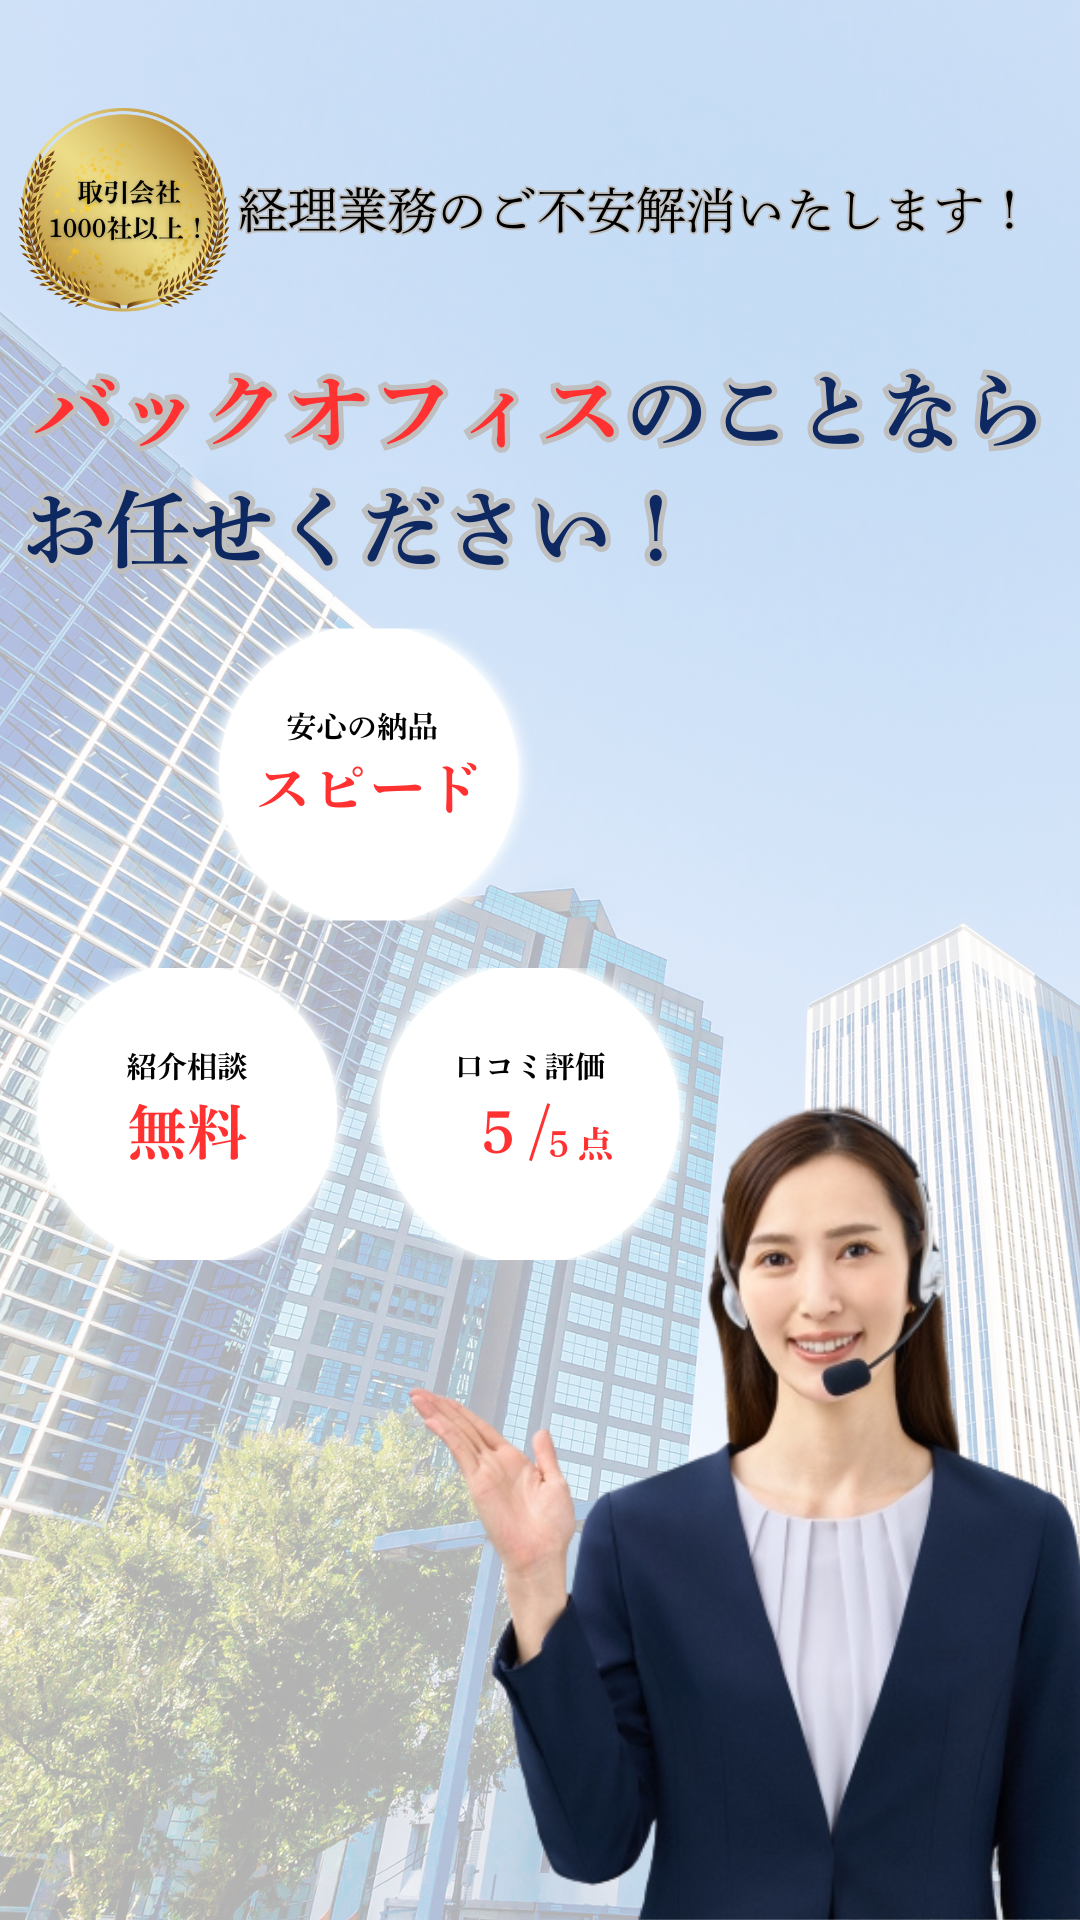 取引会社
1000社以上！
経理業務のご不安解消いたします！
バックオフィスのことなら
お任せください！
安心の納品
スピード
紹介相談
無料
口コミ評価
5/5点